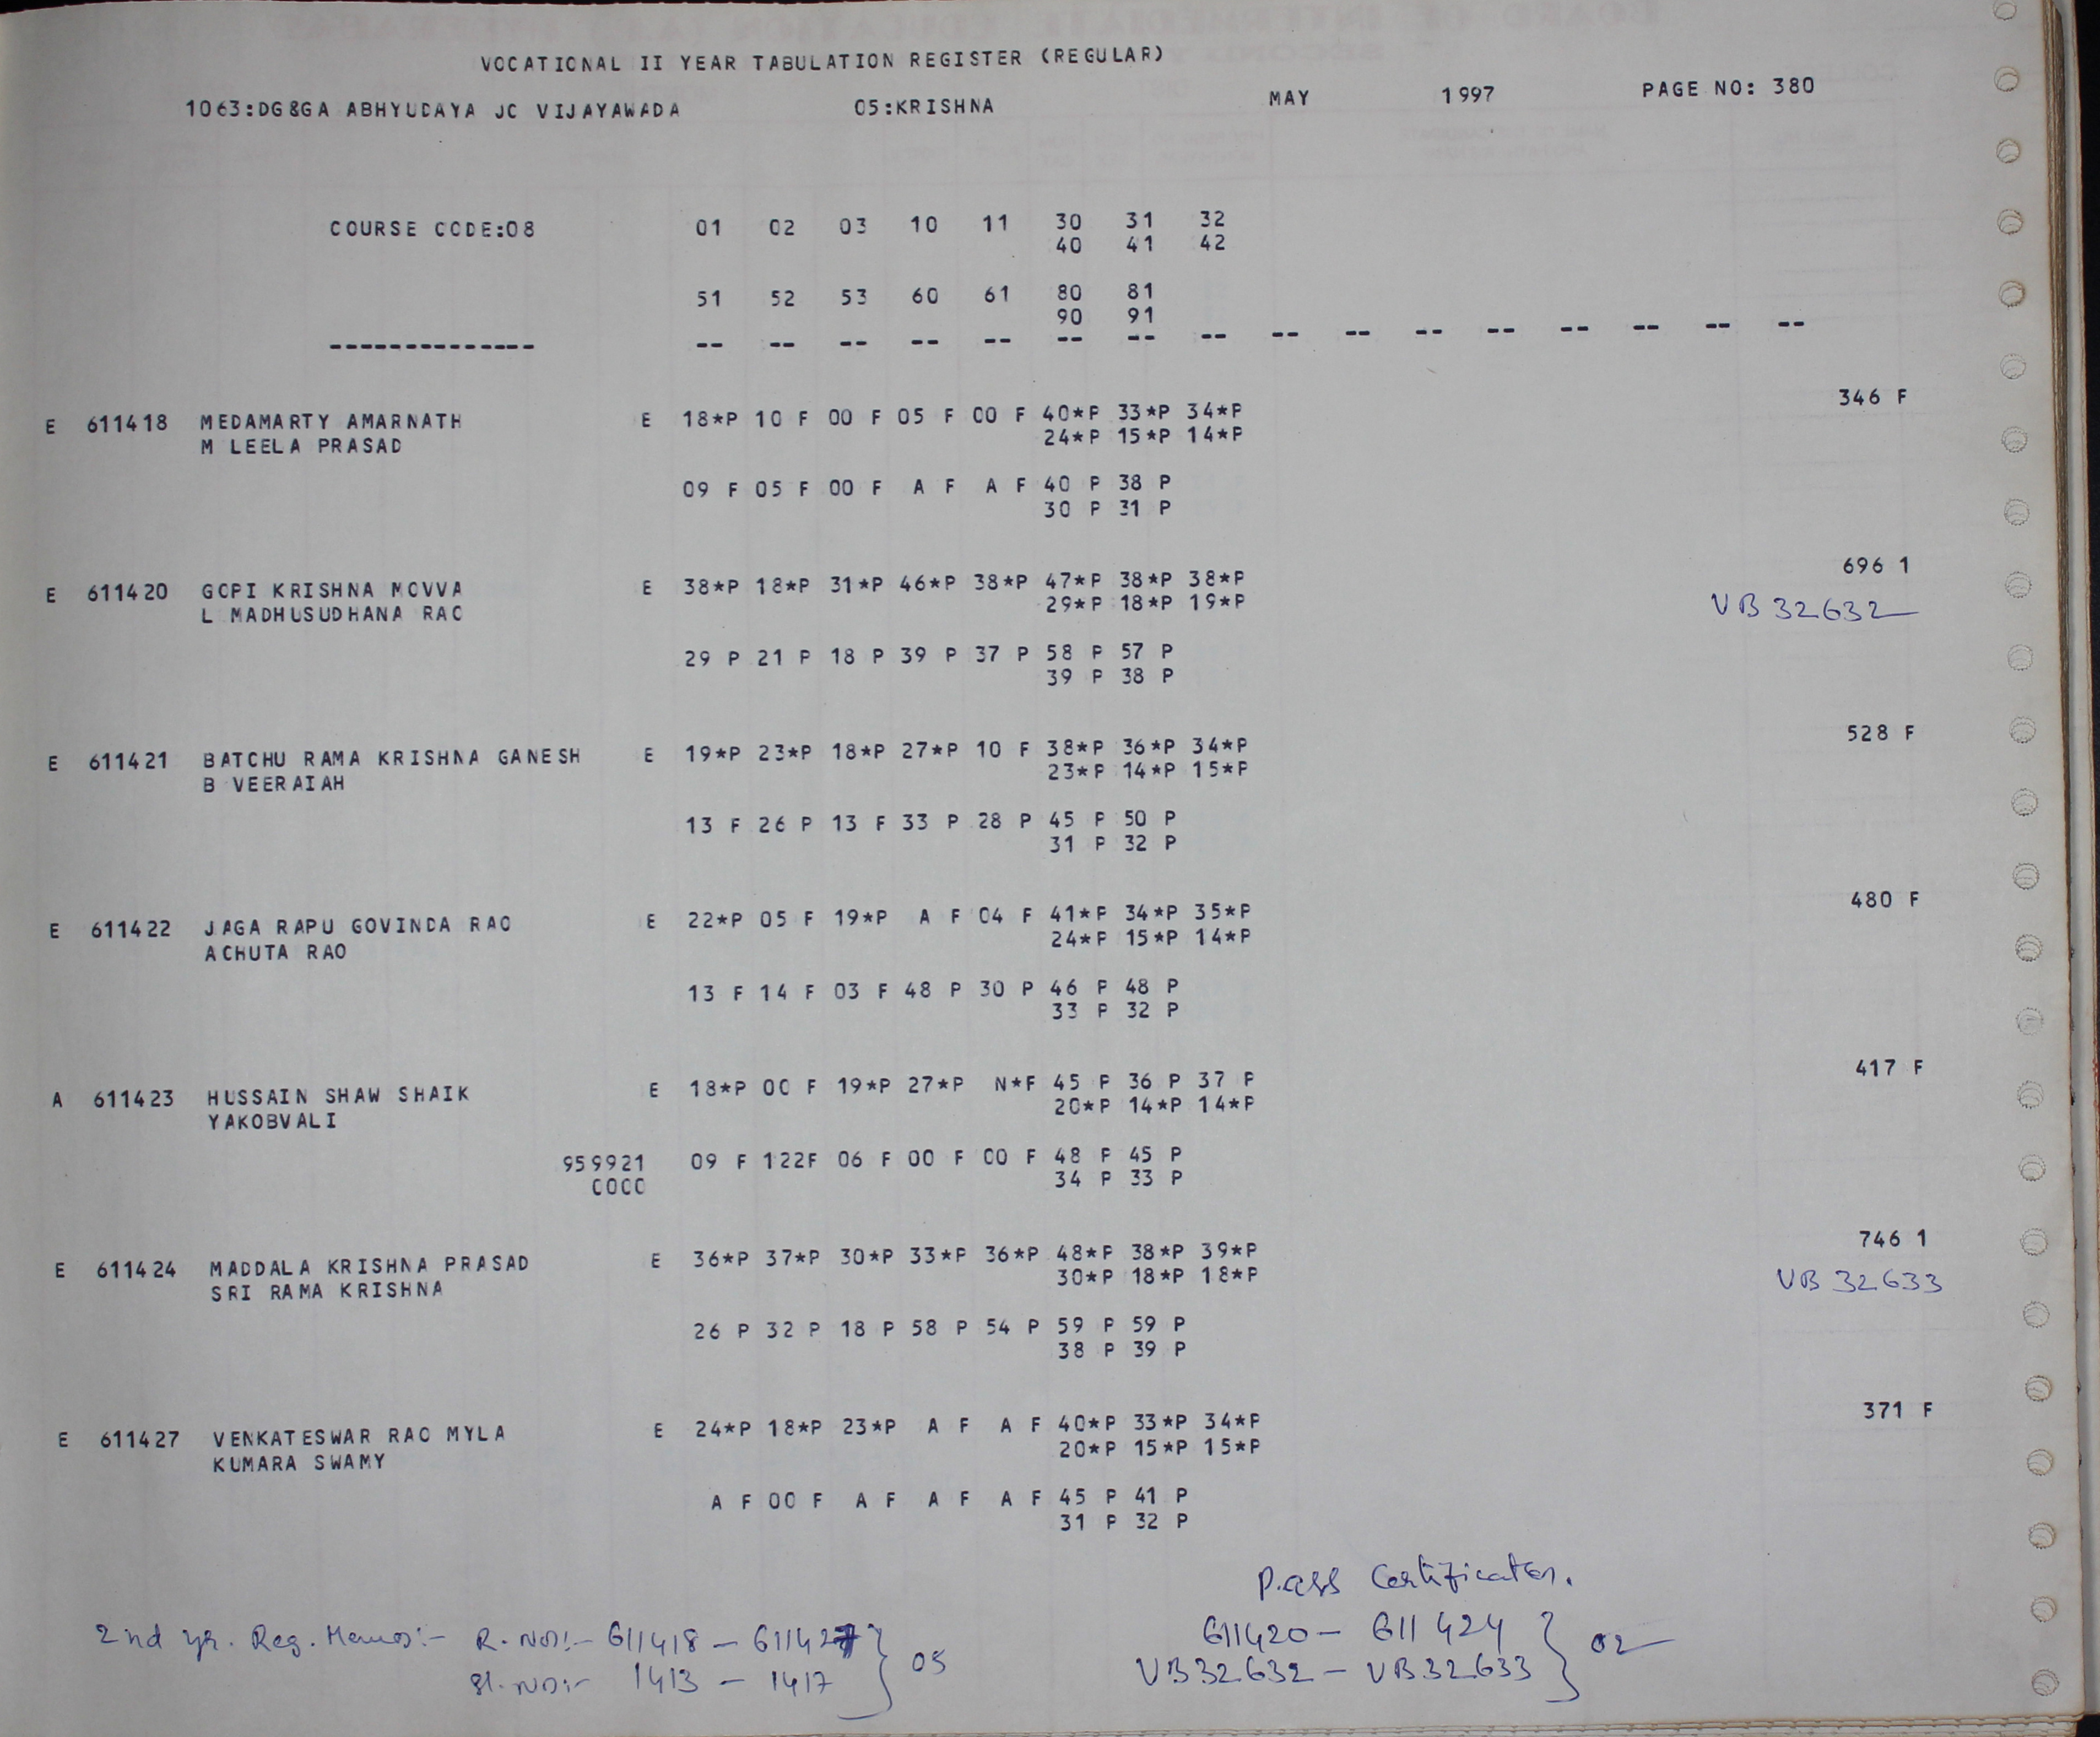 VOCATIONAL II YEAR TABULATION REGISTER (REGULAR)
1063:DG&GA ABHYUDAYA JC VIJAYAWADA 05:KRISHNA MAY 1997 PAGE NO: 380
COURSE CODE:08 01 02 03 10 11 30 31 32
40 41 42
51 52 53 60 61 80 81
90 91
-------------- -- -- -- -- -- -- -- -- -- -- -- -- -- -- -- --
346 F
E 611418 MEDAMARTY AMARNATH E 18*P 10 F 00 F 05 F 00 F 40*P 33*P 34*P
M LEELA PRASAD 24*P 15*P 14*P
09 F 05 F 00 F A F A F 40 P 38 P
30 P 31 P
696 1
E 611420 GOPI KRISHNA MOVVA E 38*P 18*P 31*P 46*P 38*P 47*P 38*P 38*P
L MADHUSUDHANA RAO 29*P 18*P 19*P VB 32632
29 P 21 P 18 P 39 P 37 P 58 P 57 P
39 P 38 P
528 F
E 611421 BATCHU RAMA KRISHNA GANESH E 19*P 23*P 18*P 27*P 10 F 38*P 36*P 34*P
B VEERAIAH 23*P 14*P 15*P
13 F 26 P 13 F 33 P 28 P 45 P 50 P
31 P 32 P
480 F
E 611422 JAGA RAPU GOVINDA RAO E 22*P 05 F 19*P A F 04 F 41*P 34*P 35*P
ACHUTA RAO 24*P 15*P 14*P
13 F 14 F 03 F 48 P 30 P 46 P 48 P
33 P 32 P
417 F
A 611423 HUSSAIN SHAW SHAIK E 18*P 00 F 19*P 27*P N*F 45 P 36 P 37 P
YAKOBVALI 20*P 14*P 14*P
959921 09 F 122F 06 F 00 F 00 F 48 P 45 P
COCO 34 P 33 P
746 1
E 611424 MADDALA KRISHNA PRASAD E 36*P 37*P 30*P 33*P 36*P 48*P 38*P 39*P
SRI RAMA KRISHNA 30*P 18*P 18*P VB 32633
26 P 32 P 18 P 58 P 54 P 59 P 59 P
38 P 39 P
371 F
E 611427 VENKATESWAR RAO MYLA E 24*P 18*P 23*P A F A F 40*P 33*P 34*P
KUMARA SWAMY 20*P 15*P 15*P
A F 00 F A F A F A F 45 P 41 P
31 P 32 P
Pass Certificates.
2nd yr. Reg. Memos:- R. Nos:- 611418 - 611427 } 05 611420 - 611424 } 02
Sl. Nos:- 1413 - 1417 VB32632 - VB32633